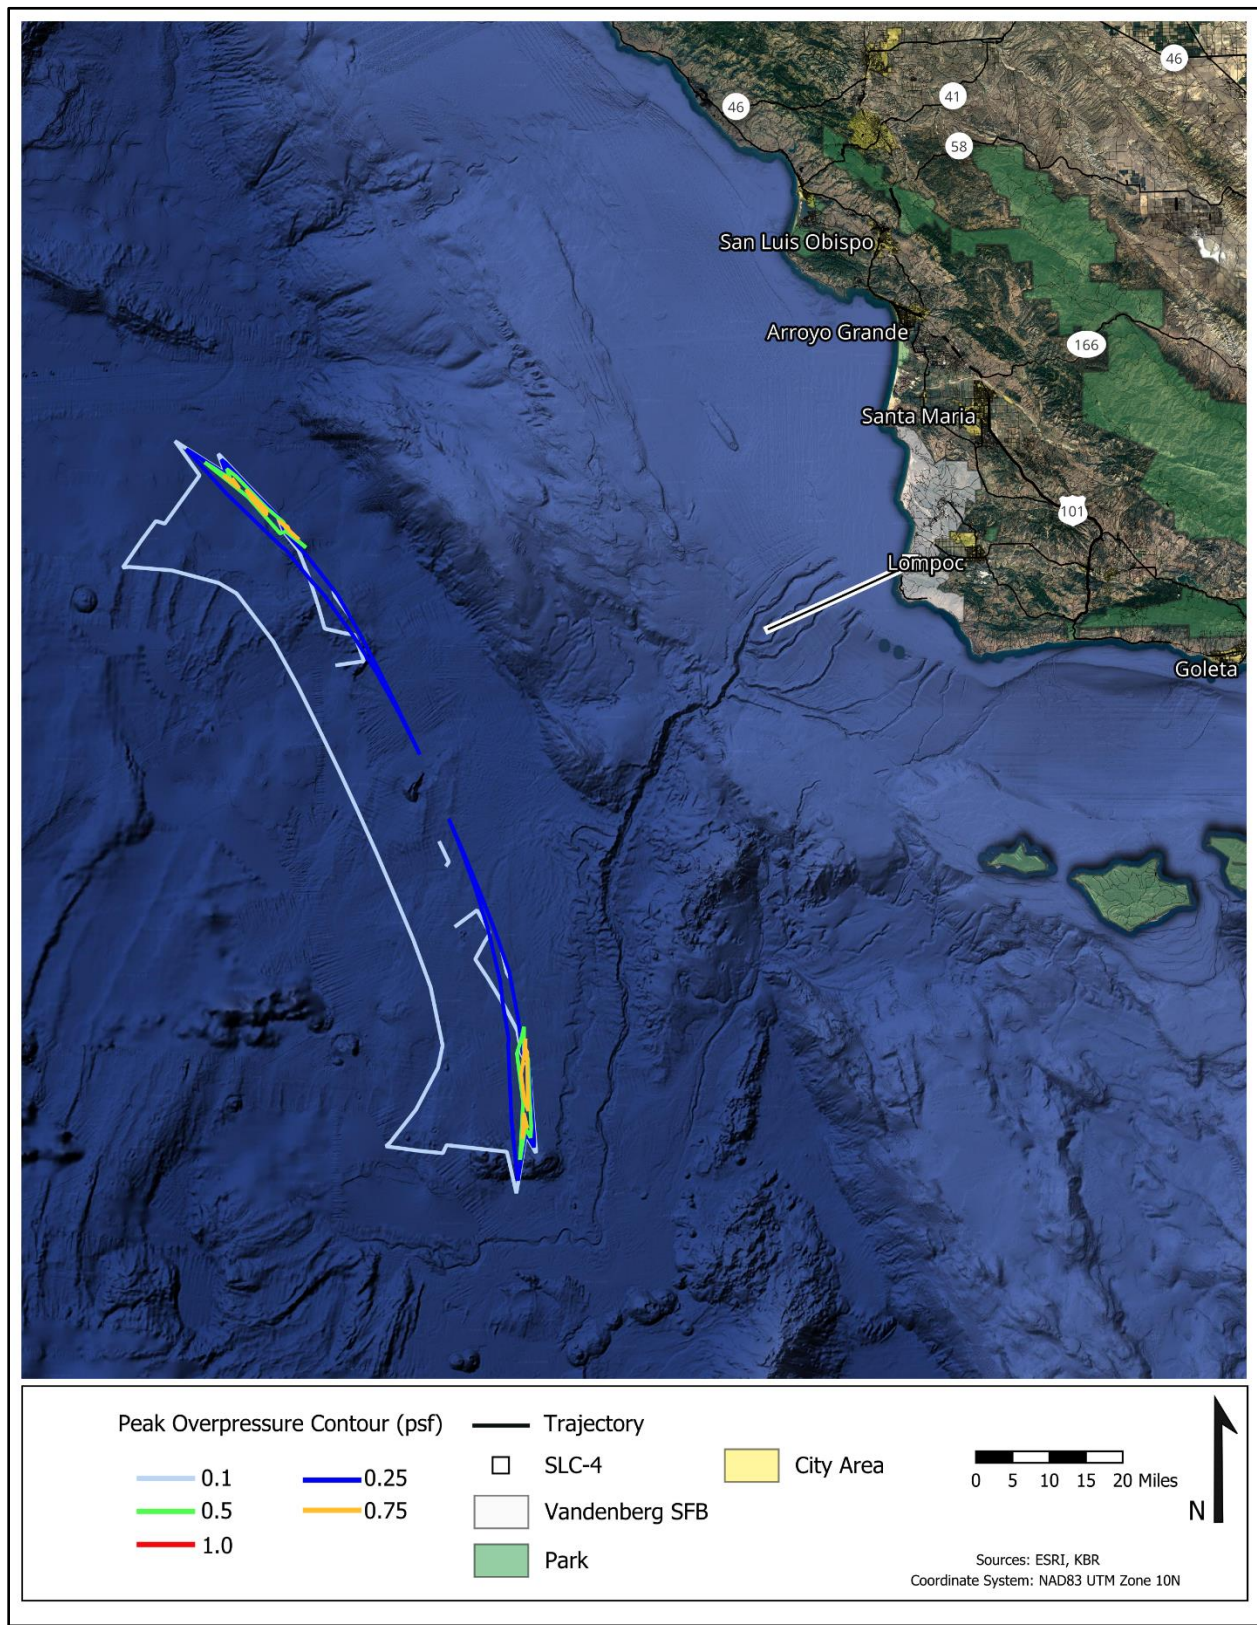 46
46
41
58
San Luis Obispo
Arroyo Grande
166
Santa Maria
101
Lompoc
Goleta
Peak Overpressure Contour (psf)
0.1
0.25
0.5
0.75
1.0
Trajectory
SLC-4
Vandenberg SFB
Park
City Area
0 5 10 15 20 Miles
N
Sources: ESRI, KBR
Coordinate System: NAD83 UTM Zone 10N